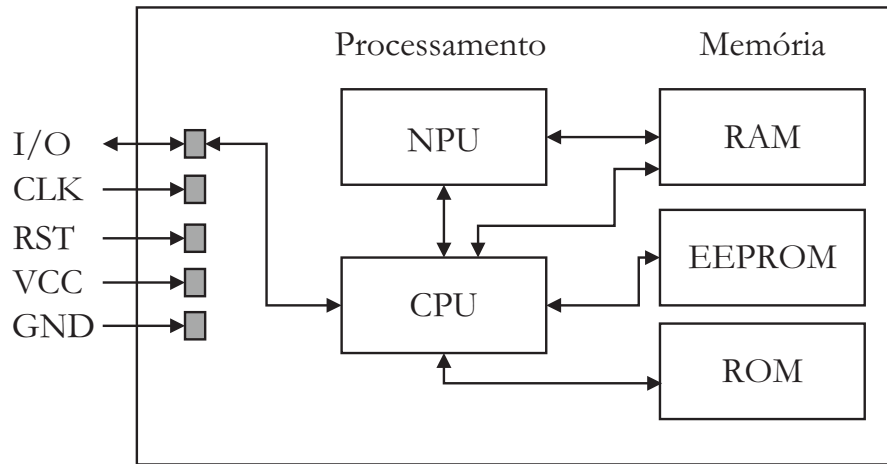 Processamento
Memória
I/O
CLK
RST
VCC
GND
NPU
CPU
RAM
EEPROM
ROM